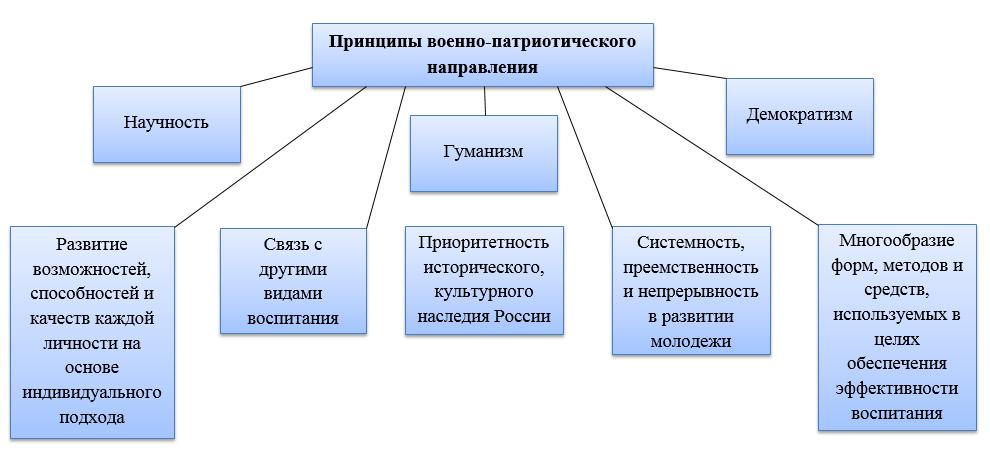 Принципы военно-патриотического
направления
Научность
Гуманизм
Демократизм
Развитие
возможностей,
способностей и
качеств каждой
личности на
основе
индивидуального
подхода
Связь с
другими
видами
воспитания
Приоритетность
исторического,
культурного
наследия России
Системность,
преемственность
и непрерывность
в развитии
молодежи
Многообразие
форм, методов и
средств,
используемых в
целях
обеспечения
эффективности
воспитания